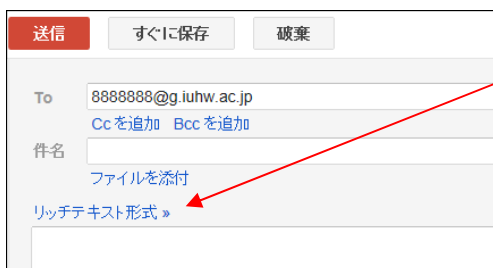 送信 すぐに保存 破棄
To 8888888@g.iuhw.ac.jp
Ccを追加 Bccを追加
件名
ファイルを添付
リッチテキスト形式 »